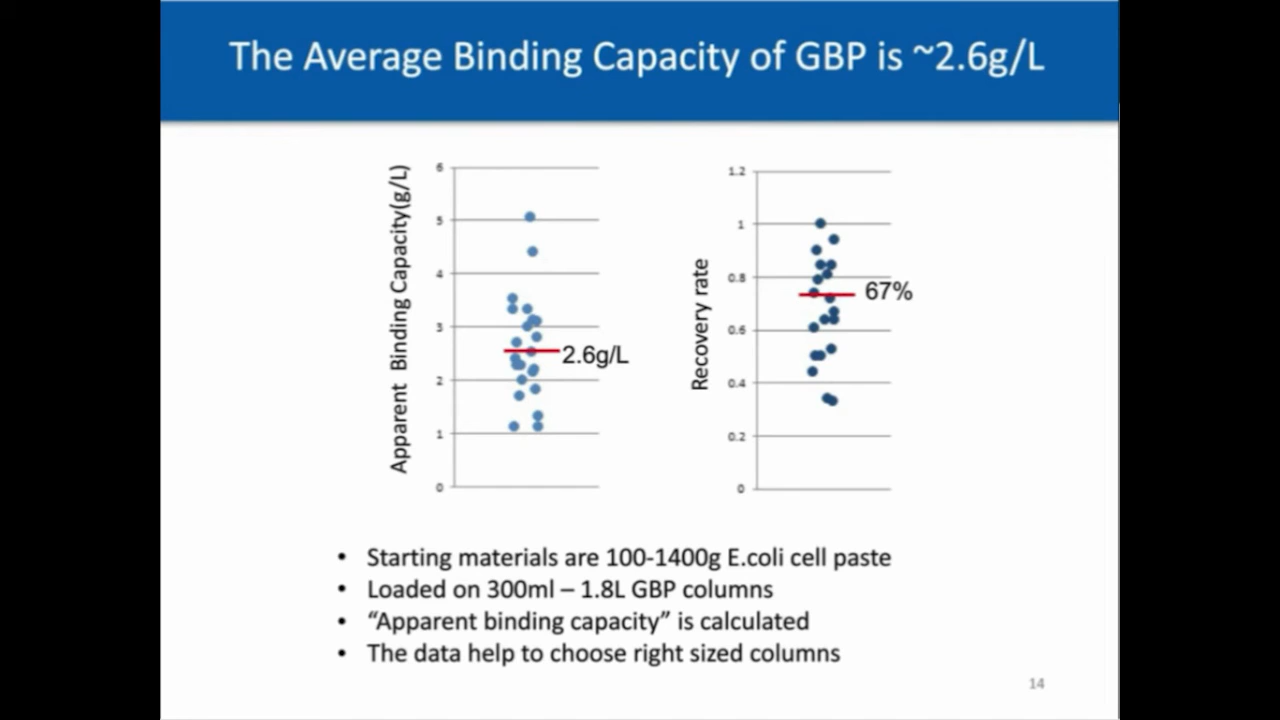 The Average Binding Capacity of GBP is ~2.6g/L
Apparent Binding Capacity(g/L)
6
5
4
3
2
1
0
2.6g/L
Recovery rate
1.2
1
0.8
0.6
0.4
0.2
0
67%
• Starting materials are 100-1400g E.coli cell paste
• Loaded on 300ml – 1.8L GBP columns
• “Apparent binding capacity” is calculated
• The data help to choose right sized columns
14